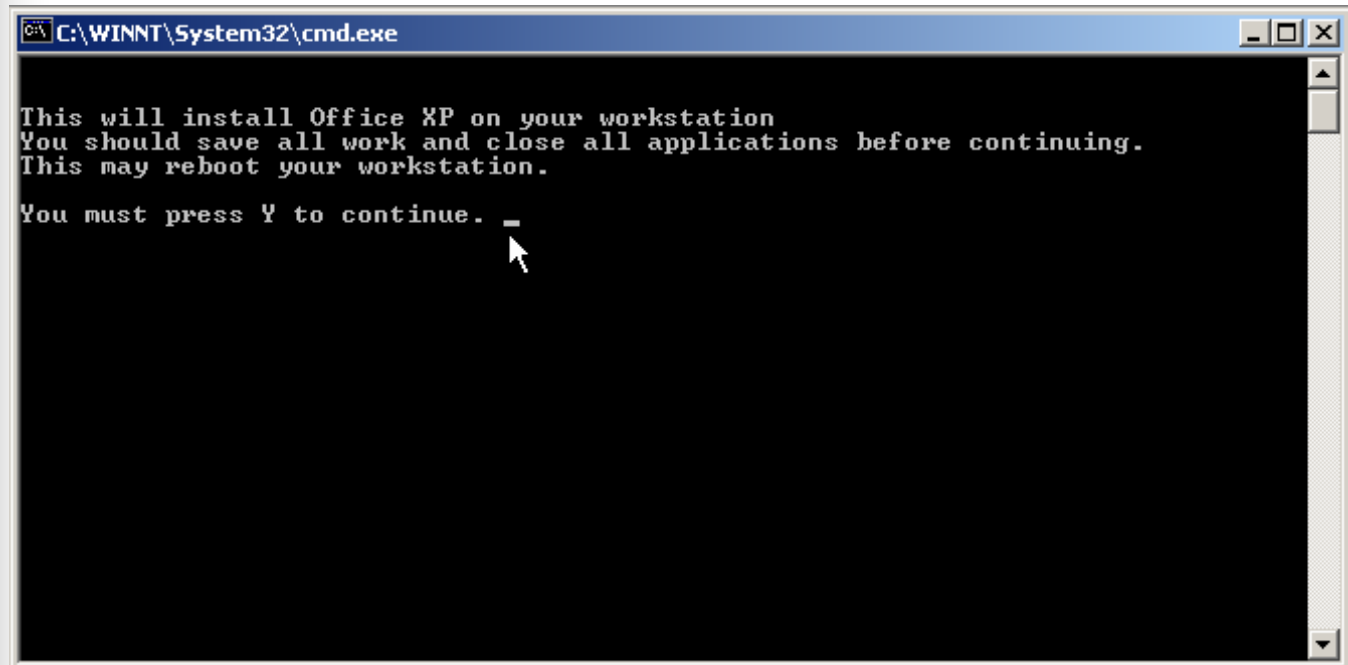 C:\WINNT\System32\cmd.exe
This will install Office XP on your workstation
You should save all work and close all applications before continuing.
This may reboot your workstation.
You must press Y to continue. _